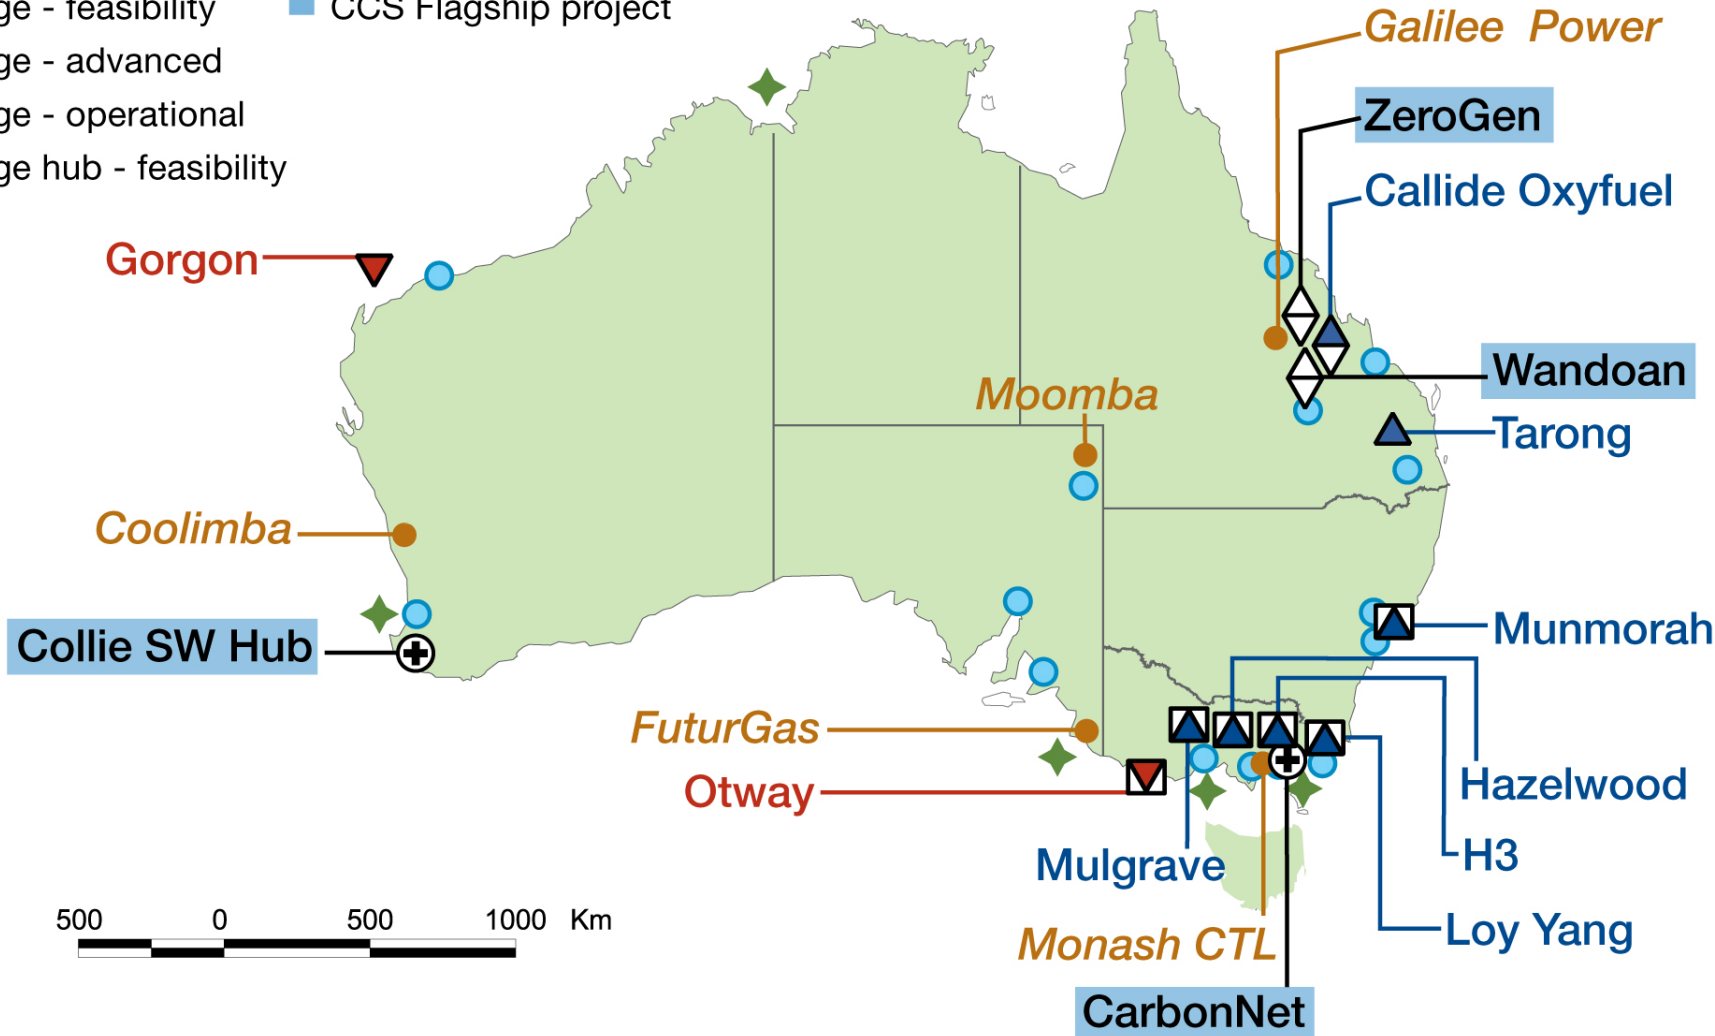 ge - feasibility
CCS Flagship project
ge - advanced
ge - operational
ge hub - feasibility
Galilee Power
ZeroGen
Callide Oxyfuel
Gorgon
Wandoan
Moomba
Tarong
Coolimba
Munmorah
Collie SW Hub
FuturGas
Otway
Hazelwood
H3
Mulgrave
Loy Yang
Monash CTL
CarbonNet
500 0 500 1000 Km